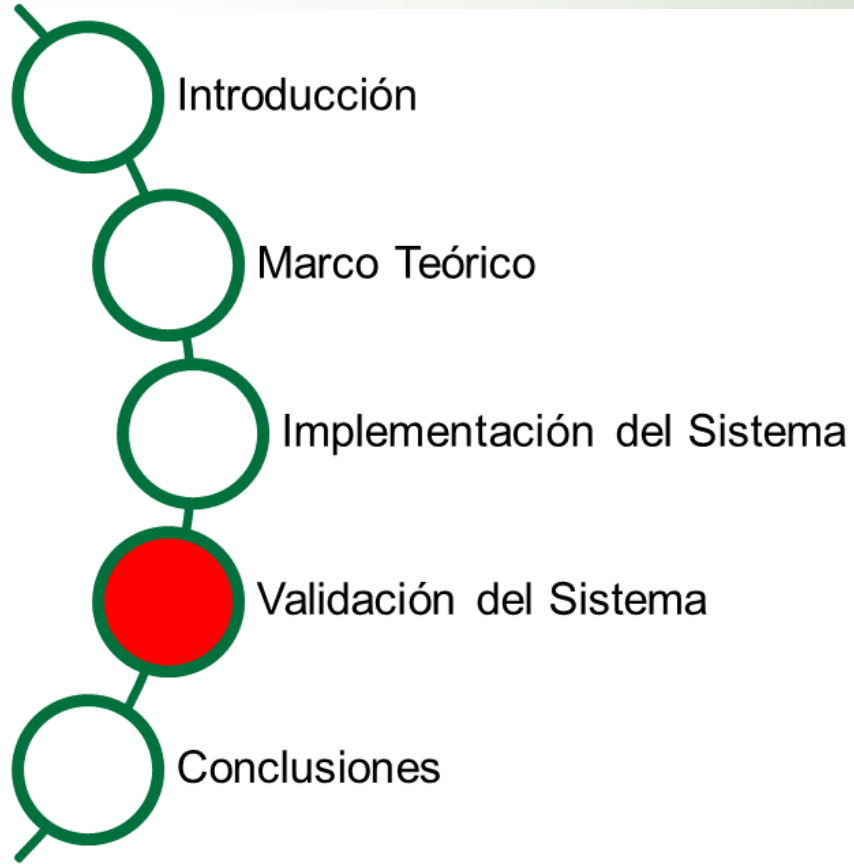 Introducción
Marco Teórico
Implementación del Sistema
Validación del Sistema
Conclusiones